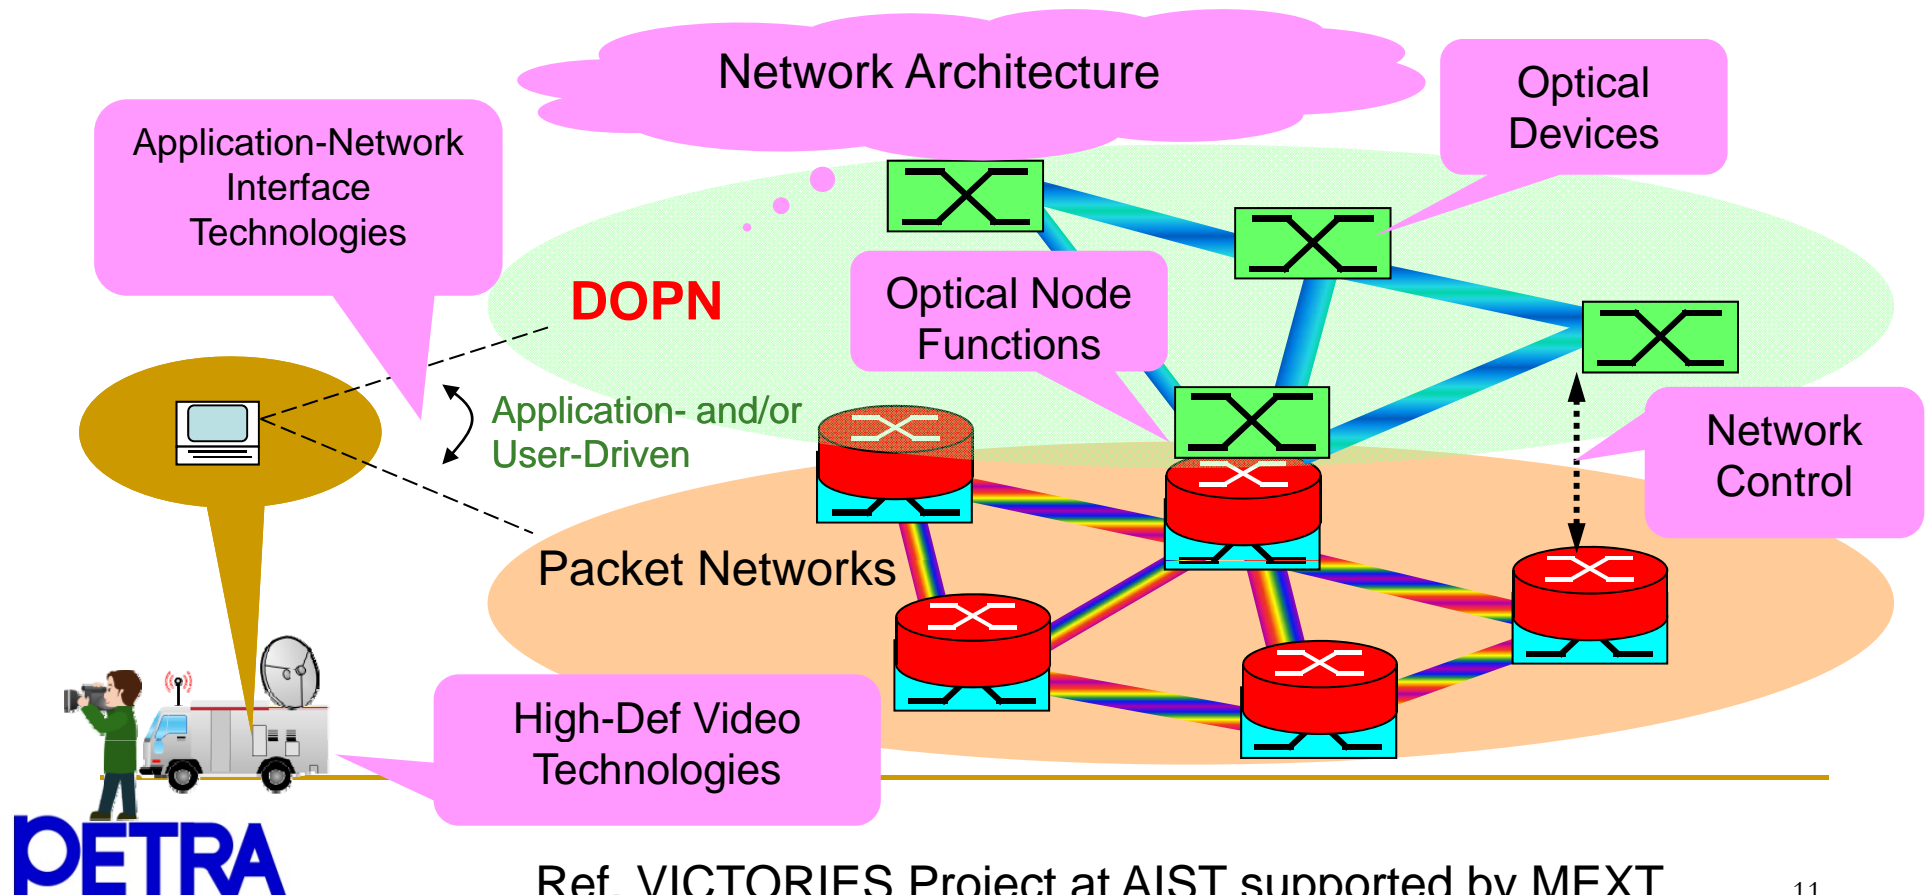 Network Architecture
Optical
Devices
Application-Network
Interface
Technologies
DOPN
Optical Node
Functions
Application- and/or
User-Driven
Network
Control
Packet Networks
High-Def Video
Technologies
PETRA
Ref. VICTORIES Project at AIST supported by MEXT
11